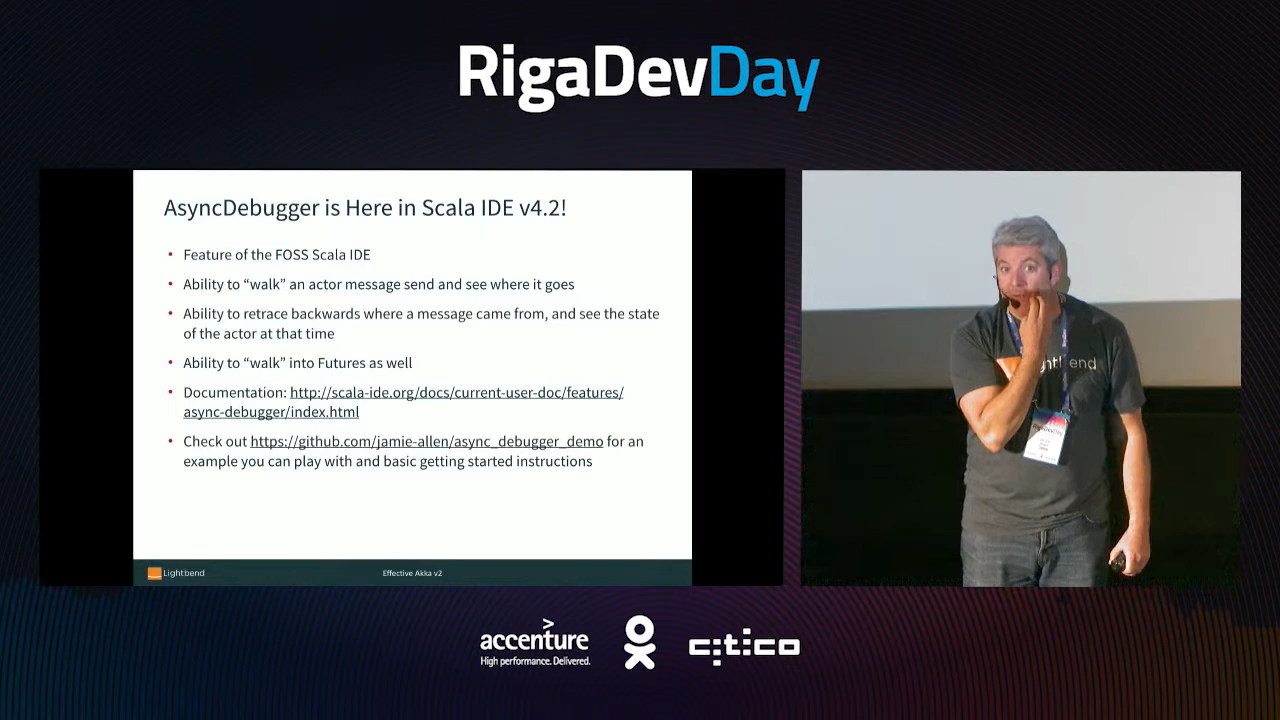 RigaDevDay
AsyncDebugger is Here in Scala IDE v4.2!
• Feature of the FOSS Scala IDE
• Ability to “walk” an actor message send and see where it goes
• Ability to retrace backwards where a message came from, and see the state
of the actor at that time
• Ability to “walk” into Futures as well
• Documentation: http://scala-ide.org/docs/current-user-doc/features/
async-debugger/index.html
• Check out https://github.com/jamie-allen/async_debugger_demo for an
example you can play with and basic getting started instructions
Lightbend
Effective Akka v2
RigaDevDay
accenture
High performance. Delivered.
citico